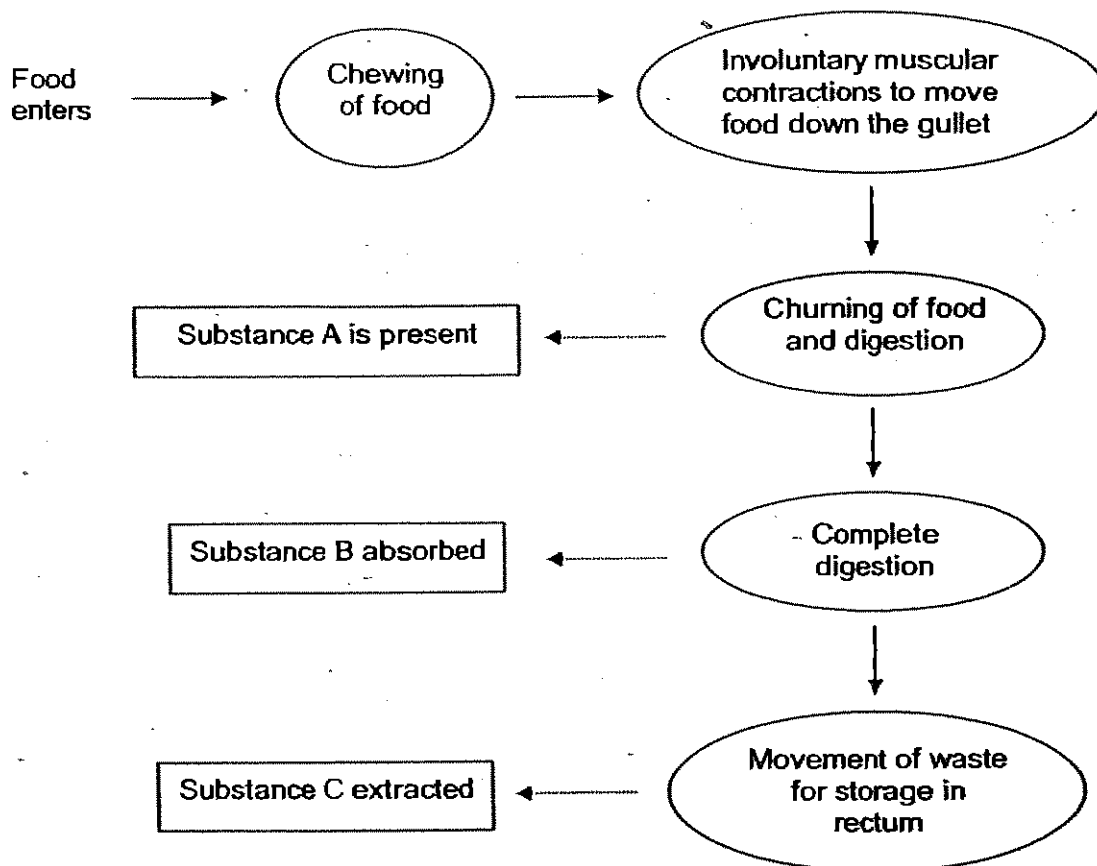 Food
enters
Chewing
of food
Involuntary muscular
contractions to move
food down the gullet
Substance A is present
Churning of food
and digestion
Substance B absorbed
Complete
digestion
Substance C extracted
Movement of waste
for storage in
rectum